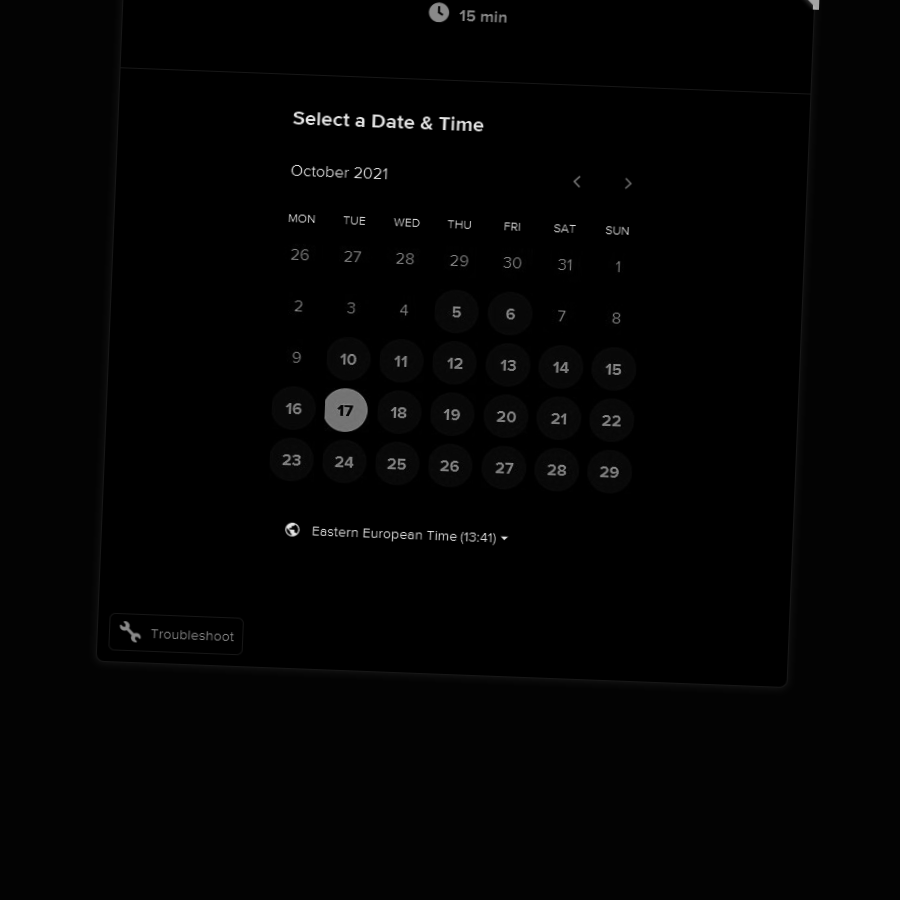 15 min
Select a Date & Time
October 2021
MON TUE WED THU FRI SAT SUN
26 27 28 29 30 31 1
2 3 4 5 6 7 8
9 10 11 12 13 14 15
16 17 18 19 20 21 22
23 24 25 26 27 28 29
Eastern European Time (13:41)
Troubleshoot